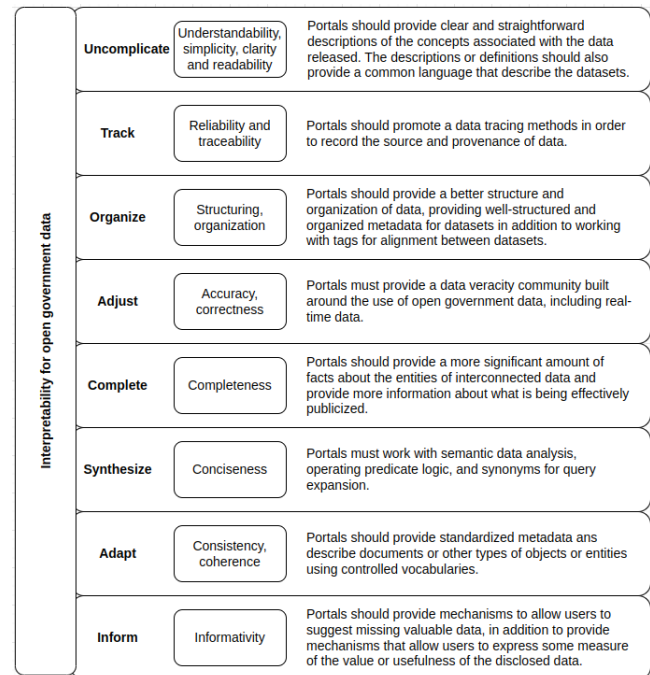 Interpretability for open government data
Uncomplicate
Understandability,
simplicity, clarity
and readability
Portals should provide clear and straightforward
descriptions of the concepts associated with the data
released. The descriptions or definitions should also
provide a common language that describe the datasets.
Track
Reliability and
traceability
Portals should promote a data tracing methods in order
to record the source and provenance of data.
Organize
Structuring,
organization
Portals should provide a better structure and
organization of data, providing well-structured and
organized metadata for datasets in addition to working
with tags for alignment between datasets.
Adjust
Accuracy,
correctness
Portals must provide a data veracity community built
around the use of open government data, including real-
time data.
Complete
Completeness
Portals should provide a more significant amount of
facts about the entities of interconnected data and
provide more information about what is being effectively
publicized.
Synthesize
Conciseness
Portals must work with semantic data analysis,
operating predicate logic, and synonyms for query
expansion.
Adapt
Consistency,
coherence
Portals should provide standardized metadata ans
describe documents or other types of objects or entities
using controlled vocabularies.
Inform
Informativity
Portals should provide mechanisms to allow users to
suggest missing valuable data, in addition to provide
mechanisms that allow users to express some measure
of the value or usefulness of the disclosed data.